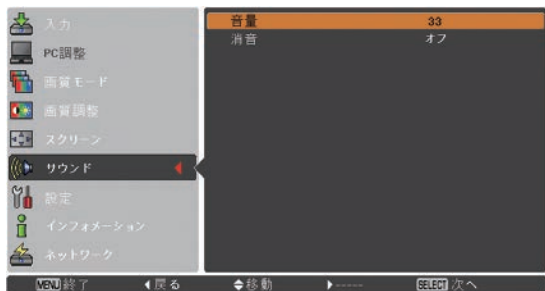 入力
PC調整
画質モード
画質調整
スクリーン
サウンド
設定
インフォメーション
ネットワーク
音量 33
消音 オフ
MENU 終了 戻る 移動 ----- SELECT 次へ